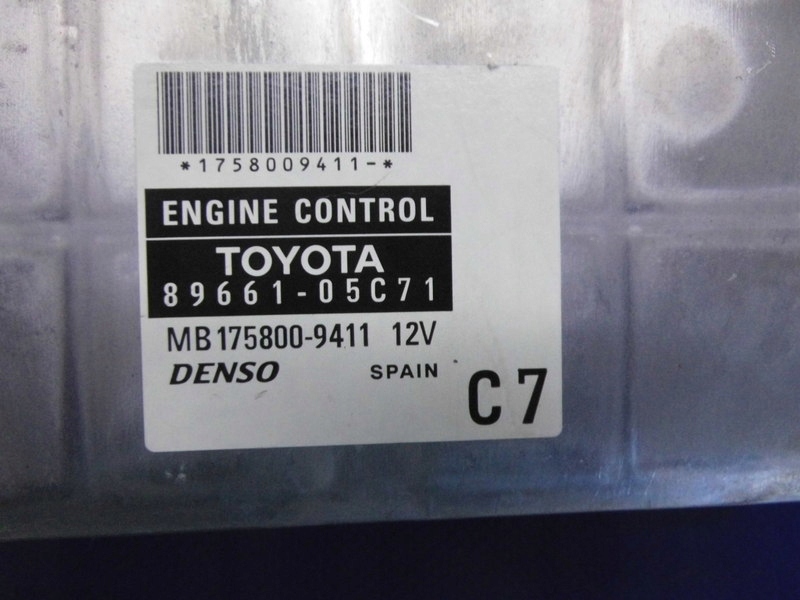 *1758009411-*
ENGINE CONTROL
TOYOTA
89661-05C71
MB175800-9411 12V
DENSO SPAIN
C7